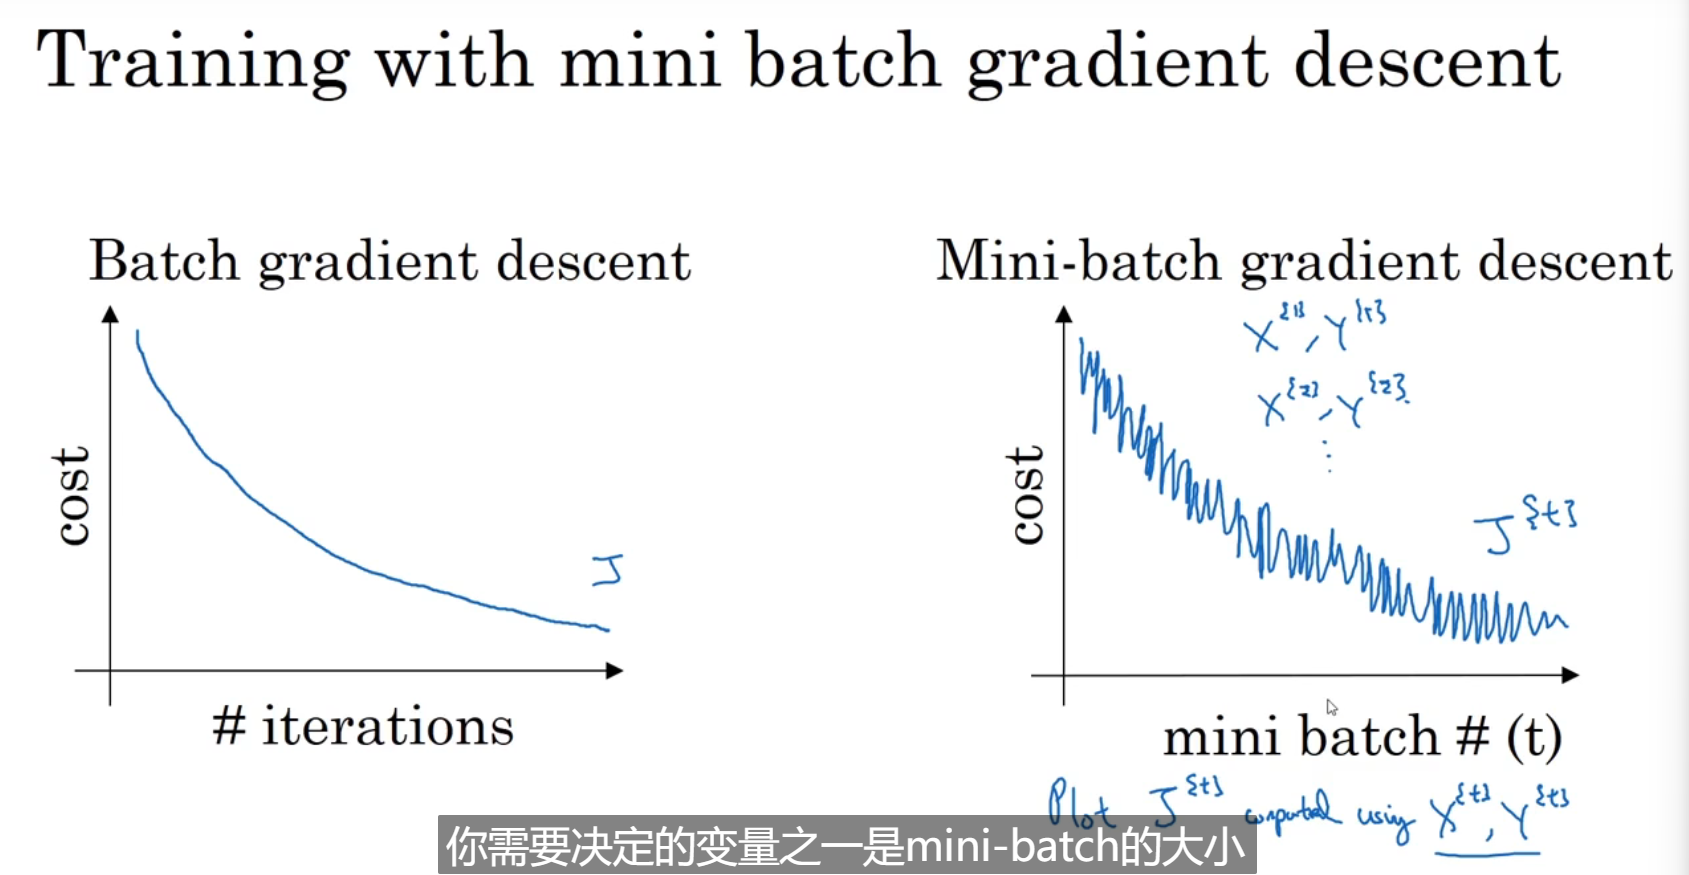 Training with mini batch gradient descent
Batch gradient descent
cost
J
# iterations
Mini-batch gradient descent
X^{1}, Y^{1}
X^{2}, Y^{2}
⋮
cost
J^{t}
mini batch # (t)
Plot J^{t} computed using X^{t}, Y^{t}
你需要决定的变量之一是mini-batch的大小